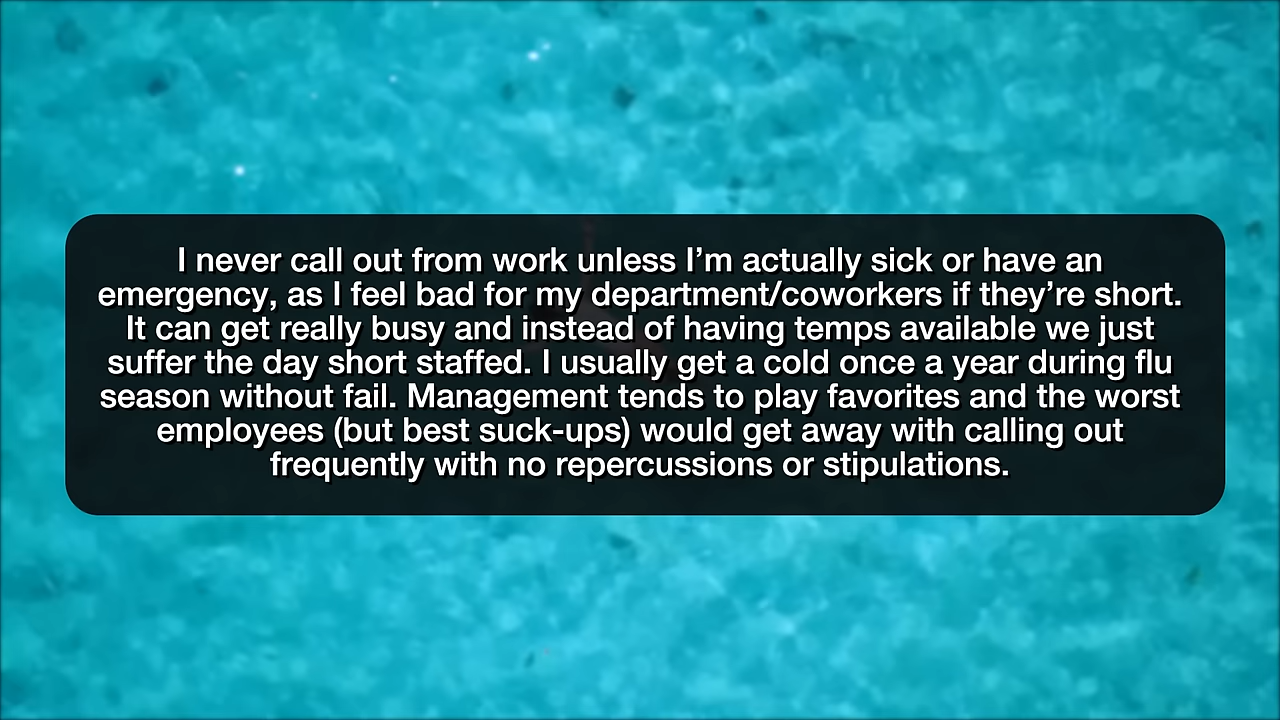 I never call out from work unless I’m actually sick or have an
emergency, as I feel bad for my department/coworkers if they’re short.
It can get really busy and instead of having temps available we just
suffer the day short staffed. I usually get a cold once a year during flu
season without fail. Management tends to play favorites and the worst
employees (but best suck-ups) would get away with calling out
frequently with no repercussions or stipulations.